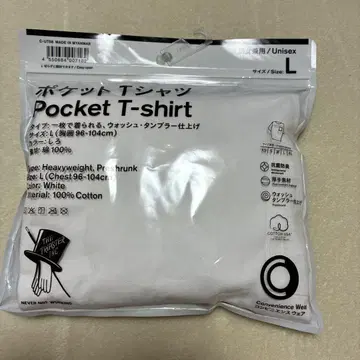 MADE IN MYANMAR
男女兼用/Unisex
サイズ/Size: L
ポケットTシャツ
Pocket T-shirt
タイプ:一枚で着られる、ウォッシュ・タンブラー仕上げ
サイズ:L(胸囲96-104cm)
カラー:しろ
綿100%
Type: Heavyweight, Preshrunk
Size: L (Chest 96-104cm)
Color: White
Material: 100% Cotton
抗菌防臭
厚手素材
ウォッシュ
タンブラー仕上げ
THE
NEVER NOT WORKING
Convenience Wear
コンビニエンス ウェア